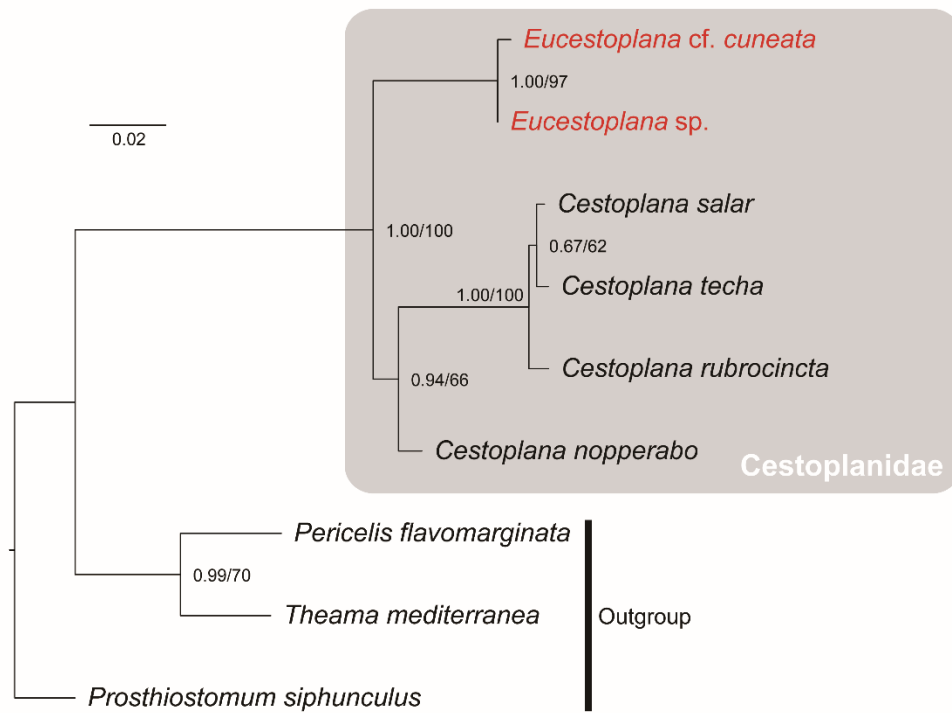 Eucestoplana cf. cuneata
1.00/97
Eucestoplana sp.
0.02
Cestoplana salar
0.67/62
1.00/100
Cestoplana techa
1.00/100
Cestoplana rubrocincta
0.94/66
Cestoplana nopperabo
Cestoplanidae
Pericelis flavomarginata
0.99/70
Theama mediterranea
Outgroup
Prosthiostomum siphunculus